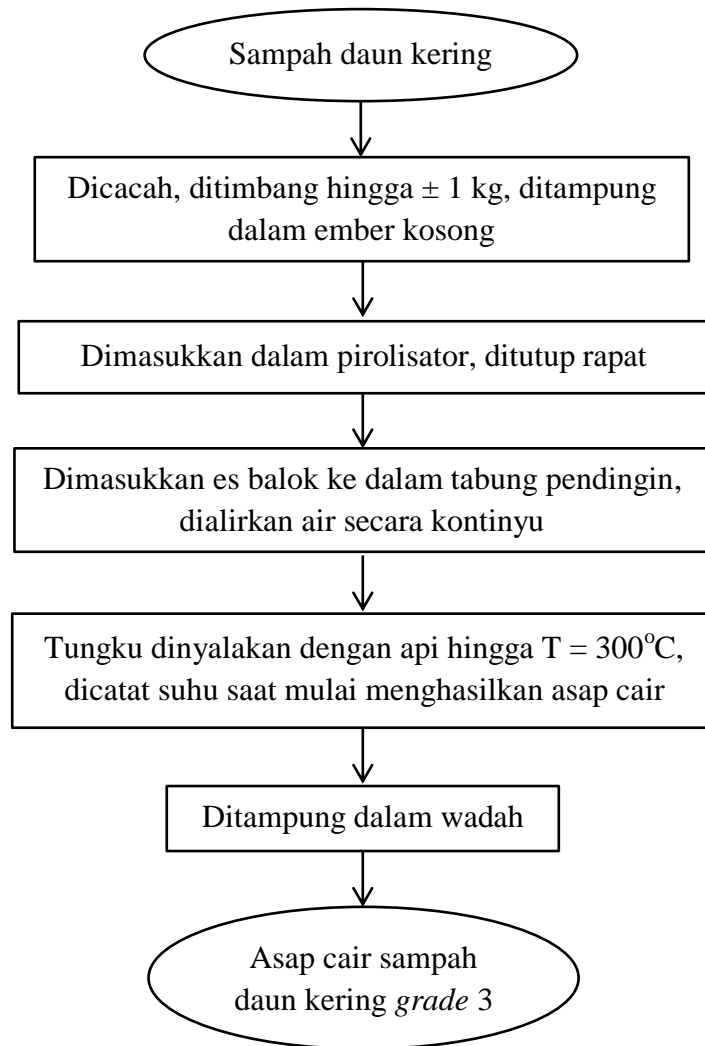 Sampah daun kering
Dicacah, ditimbang hingga ± 1 kg, ditampung
dalam ember kosong
Dimasukkan dalam pirolisator, ditutup rapat
Dimasukkan es balok ke dalam tabung pendingin,
dialirkan air secara kontinyu
Tungku dinyalakan dengan api hingga T = 300°C,
dicatat suhu saat mulai menghasilkan asap cair
Ditampung dalam wadah
Asap cair sampah
daun kering grade 3